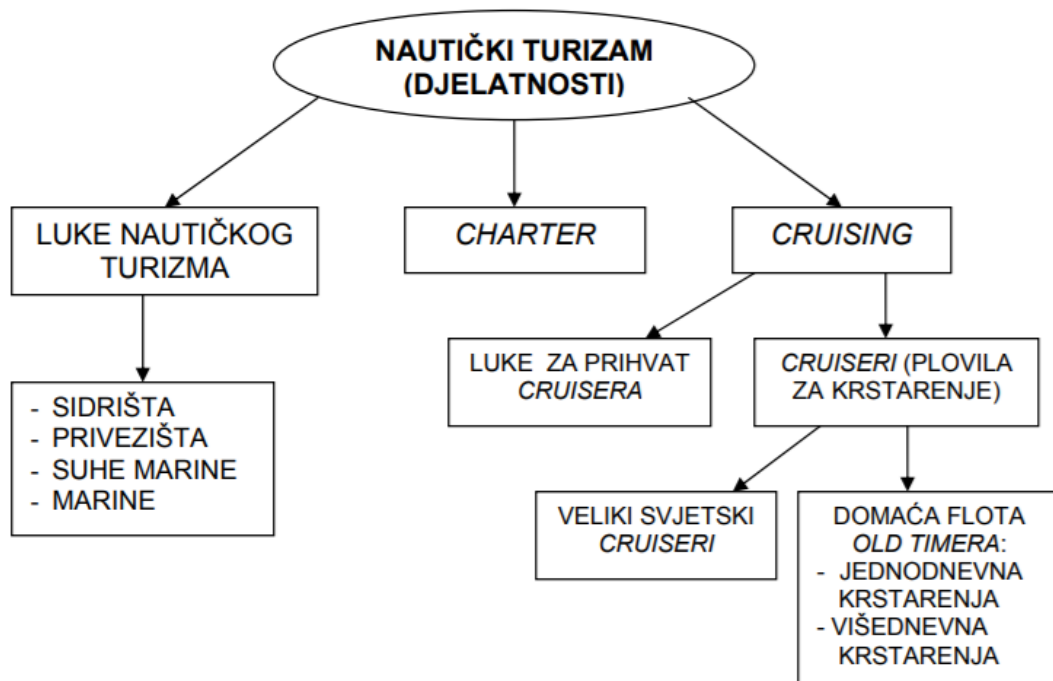 NAUTIČKI TURIZAM
(DJELATNOSTI)
LUKE NAUTIČKOG
TURIZMA
CHARTER
CRUISING
LUKE ZA PRIHVAT
CRUISERA
CRUISERI (PLOVILA
ZA KRSTARENJE)
- SIDRIŠTA
- PRIVEZIŠTA
- SUHE MARINE
- MARINE
VELIKI SVJETSKI
CRUISERI
DOMAĆA FLOTA
OLD TIMERA:
- JEDNODNEVNA
KRSTARENJA
- VIŠEDNEVNA
KRSTARENJA